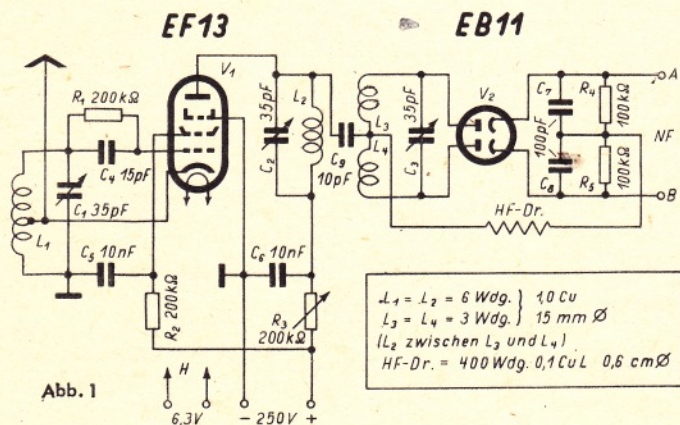 EF13
EB11
V₁
R₁ 200kΩ
C₄ 15pF
C₁ 35pF
L₁
C₅ 10nF
R₂ 200kΩ
35pF
C₂
L₂
C₉
10pF
C₆ 10nF
R₃
200kΩ
L₃
L₄
35pF
C₃
V₂
C₇
100pF
C₈
R₄
100kΩ
R₅
100kΩ
A
NF
B
HF-Dr.
L₁ = L₂ = 6 Wdg. } 1,0 Cu
L₃ = L₄ = 3 Wdg. } 15 mm Ø
(L₂ zwischen L₃ und L₄)
HF-Dr. = 400 Wdg. 0,1 CuL 0,6 cm Ø
Abb. 1
H
6,3V
− 250V +